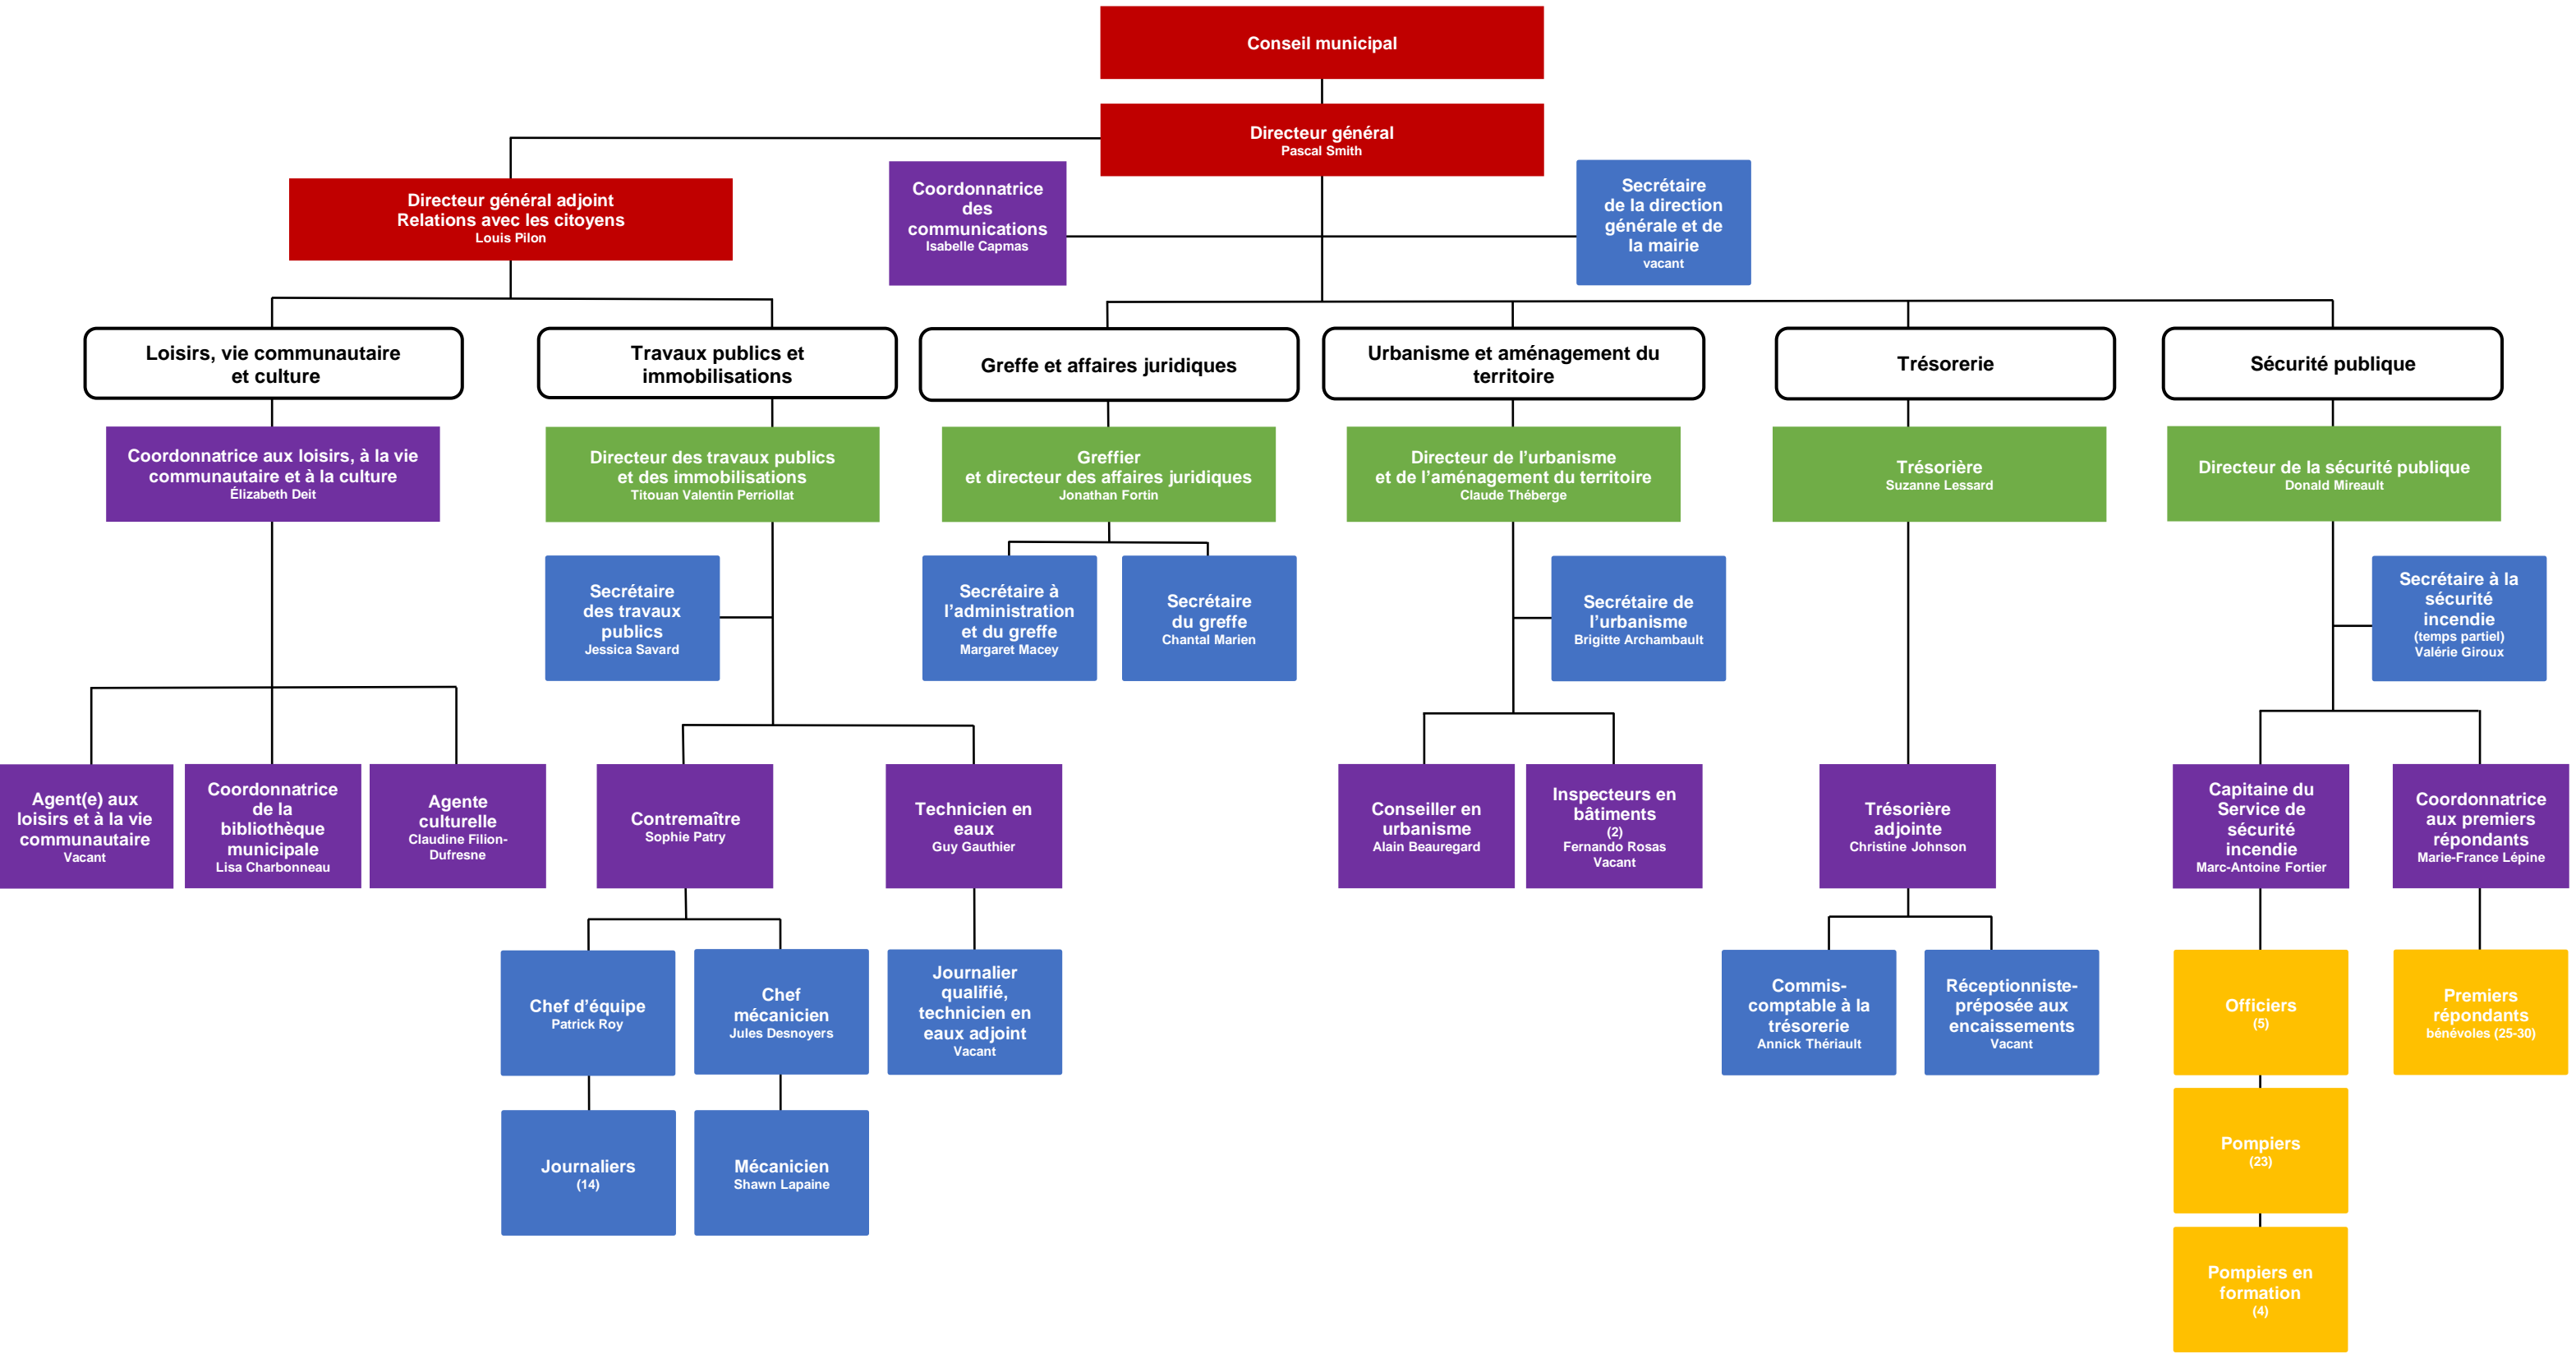 Conseil municipal
Directeur général
Pascal Smith
Directeur général adjoint
Relations avec les citoyens
Louis Pilon
Coordonnatrice
des
communications
Isabelle Capmas
Secrétaire
de la direction
générale et de
la mairie
vacant
Loisirs, vie communautaire
et culture
Travaux publics et
immobilisations
Greffe et affaires juridiques
Urbanisme et aménagement du
territoire
Trésorerie
Sécurité publique
Coordonnatrice aux loisirs, à la vie
communautaire et à la culture
Élizabeth Deit
Directeur des travaux publics
et des immobilisations
Titouan Valentin Perriollat
Greffier
et directeur des affaires juridiques
Jonathan Fortin
Directeur de l'urbanisme
et de l'aménagement du territoire
Claude Théberge
Trésorière
Suzanne Lessard
Directeur de la sécurité publique
Donald Mireault
Secrétaire
des travaux
publics
Jessica Savard
Secrétaire à
l'administration
et du greffe
Margaret Macey
Secrétaire
du greffe
Chantal Marien
Secrétaire de
l'urbanisme
Brigitte Archambault
Secrétaire à la
sécurité
incendie
(temps partiel)
Valérie Giroux
Agent(e) aux
loisirs et à la vie
communautaire
Vacant
Coordonnatrice
de la
bibliothèque
municipale
Lisa Charbonneau
Agente
culturelle
Claudine Filion-
Dufresne
Contremaître
Sophie Patry
Technicien en
eaux
Guy Gauthier
Conseiller en
urbanisme
Alain Beauregard
Inspecteurs en
bâtiments
(2)
Fernando Rosas
Vacant
Trésorière
adjointe
Christine Johnson
Capitaine du
Service de
sécurité
incendie
Marc-Antoine Fortier
Coordonnatrice
aux premiers
répondants
Marie-France Lépine
Chef d'équipe
Patrick Roy
Chef
mécanicien
Jules Desnoyers
Journalier
qualifié,
technicien en
eaux adjoint
Vacant
Commis-
comptable à la
trésorerie
Annick Thériault
Réceptionniste-
préposée aux
encaissements
Vacant
Officiers
(5)
Premiers
répondants
bénévoles (25-30)
Journaliers
(14)
Mécanicien
Shawn Lapaine
Pompiers
(23)
Pompiers en
formation
(4)